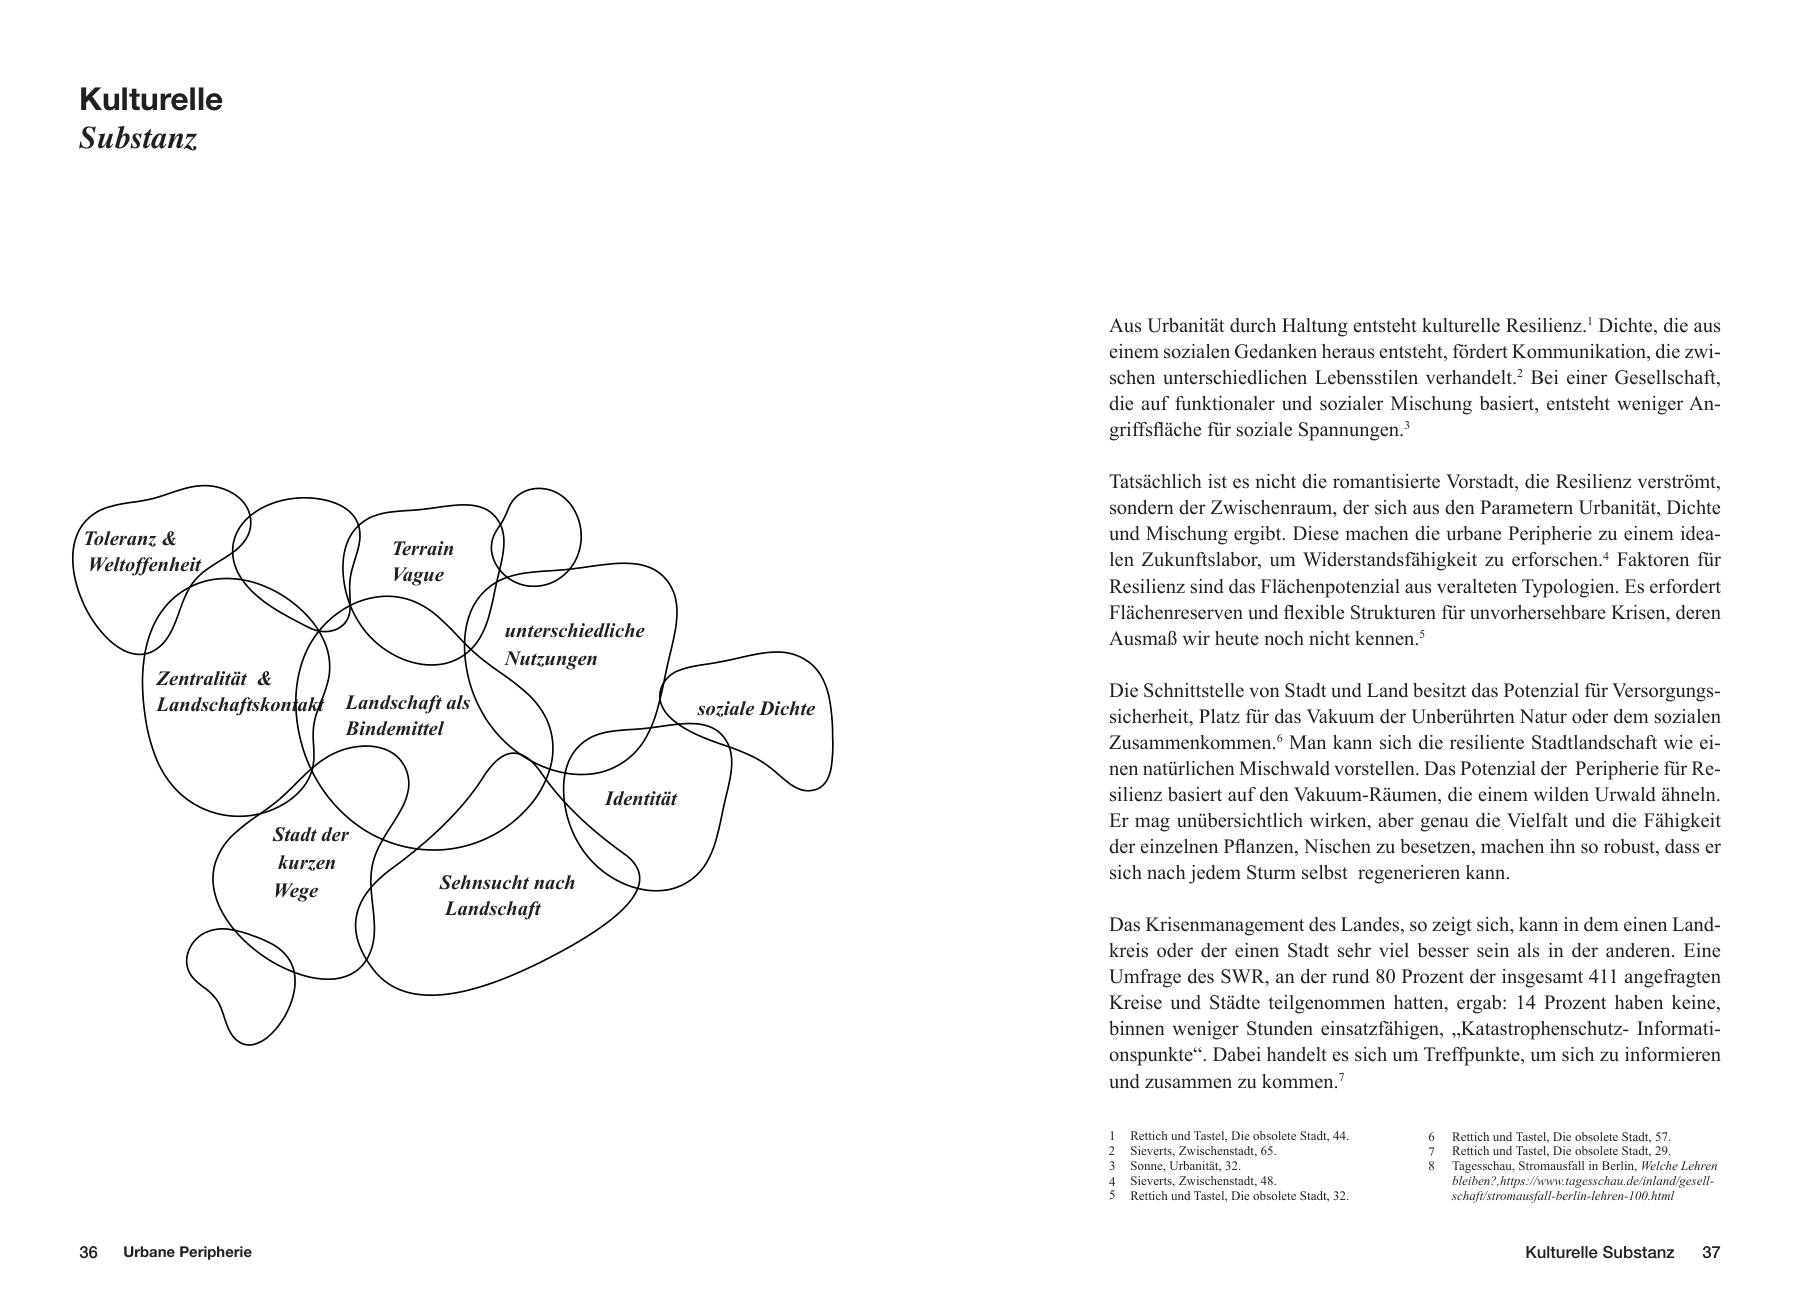 Kulturelle
Substanz
Toleranz &
Weltoffenheit
Terrain
Vague
unterschiedliche
Nutzungen
Zentralität &
Landschaftskontakt
Landschaft als
Bindemittel
soziale Dichte
Identität
Stadt der
kurzen
Wege
Sehnsucht nach
Landschaft
36 Urbane Peripherie
Aus Urbanität durch Haltung entsteht kulturelle Resilienz.1 Dichte, die aus
einem sozialen Gedanken heraus entsteht, fördert Kommunikation, die zwi-
schen unterschiedlichen Lebensstilen verhandelt.2 Bei einer Gesellschaft,
die auf funktionaler und sozialer Mischung basiert, entsteht weniger An-
griffsfläche für soziale Spannungen.3
Tatsächlich ist es nicht die romantisierte Vorstadt, die Resilienz verströmt,
sondern der Zwischenraum, der sich aus den Parametern Urbanität, Dichte
und Mischung ergibt. Diese machen die urbane Peripherie zu einem idea-
len Zukunftslabor, um Widerstandsfähigkeit zu erforschen.4 Faktoren für
Resilienz sind das Flächenpotenzial aus veralteten Typologien. Es erfordert
Flächenreserven und flexible Strukturen für unvorhersehbare Krisen, deren
Ausmaß wir heute noch nicht kennen.5
Die Schnittstelle von Stadt und Land besitzt das Potenzial für Versorgungs-
sicherheit, Platz für das Vakuum der Unberührten Natur oder dem sozialen
Zusammenkommen.6 Man kann sich die resiliente Stadtlandschaft wie ei-
nen natürlichen Mischwald vorstellen. Das Potenzial der Peripherie für Re-
silienz basiert auf den Vakuum-Räumen, die einem wilden Urwald ähneln.
Er mag unübersichtlich wirken, aber genau die Vielfalt und die Fähigkeit
der einzelnen Pflanzen, Nischen zu besetzen, machen ihn so robust, dass er
sich nach jedem Sturm selbst regenerieren kann.
Das Krisenmanagement des Landes, so zeigt sich, kann in dem einen Land-
kreis oder der einen Stadt sehr viel besser sein als in der anderen. Eine
Umfrage des SWR, an der rund 80 Prozent der insgesamt 411 angefragten
Kreise und Städte teilgenommen hatten, ergab: 14 Prozent haben keine,
binnen weniger Stunden einsatzfähigen, „Katastrophenschutz- Informati-
onspunkte“. Dabei handelt es sich um Treffpunkte, um sich zu informieren
und zusammen zu kommen.7
1 Rettich und Tastel, Die obsolete Stadt, 44.
2 Sieverts, Zwischenstadt, 65.
3 Sonne, Urbanität, 32.
4 Sieverts, Zwischenstadt, 48.
5 Rettich und Tastel, Die obsolete Stadt, 32.
6 Rettich und Tastel, Die obsolete Stadt, 57.
7 Rettich und Tastel, Die obsolete Stadt, 29.
8 Tagesschau, Stromausfall in Berlin, Welche Lehren
bleiben?,https://www.tagesschau.de/inland/gesell-
schaft/stromausfall-berlin-lehren-100.html
Kulturelle Substanz 37